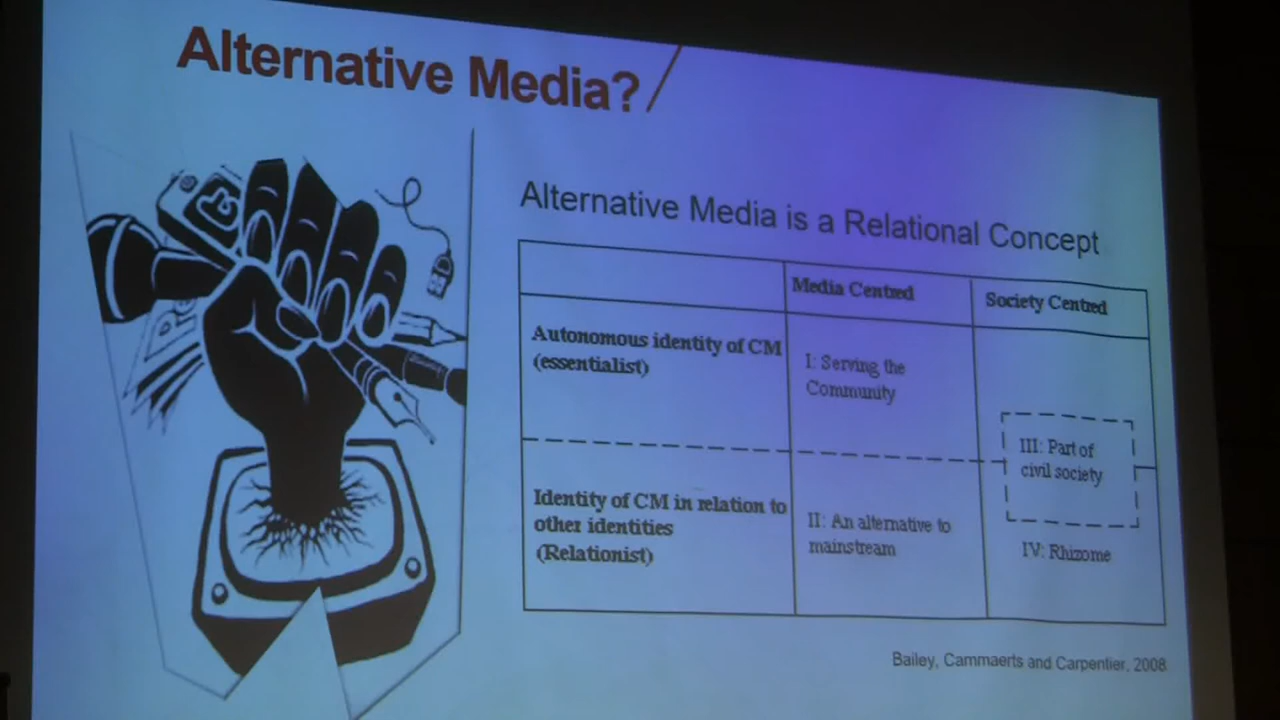 Alternative Media?
Alternative Media is a Relational Concept
Media Centred
Society Centred
Autonomous identity of CM
(essentialist)
I: Serving the
Community
III: Part of
civil society
Identity of CM in relation to
other identities
(Relationist)
II: An alternative to
mainstream
IV: Rhizome
Bailey, Cammaerts and Carpentier, 2008